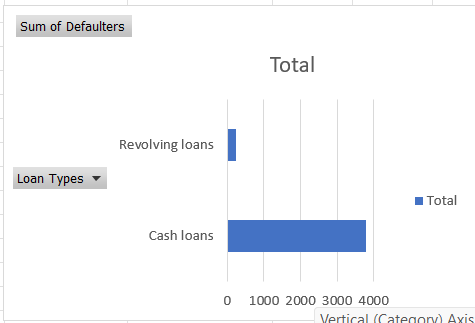 Sum of Defaulters
Total
Revolving loans
Loan Types
Total
Cash loans
0 1000 2000 3000 4000
Vertical (Category) Axis